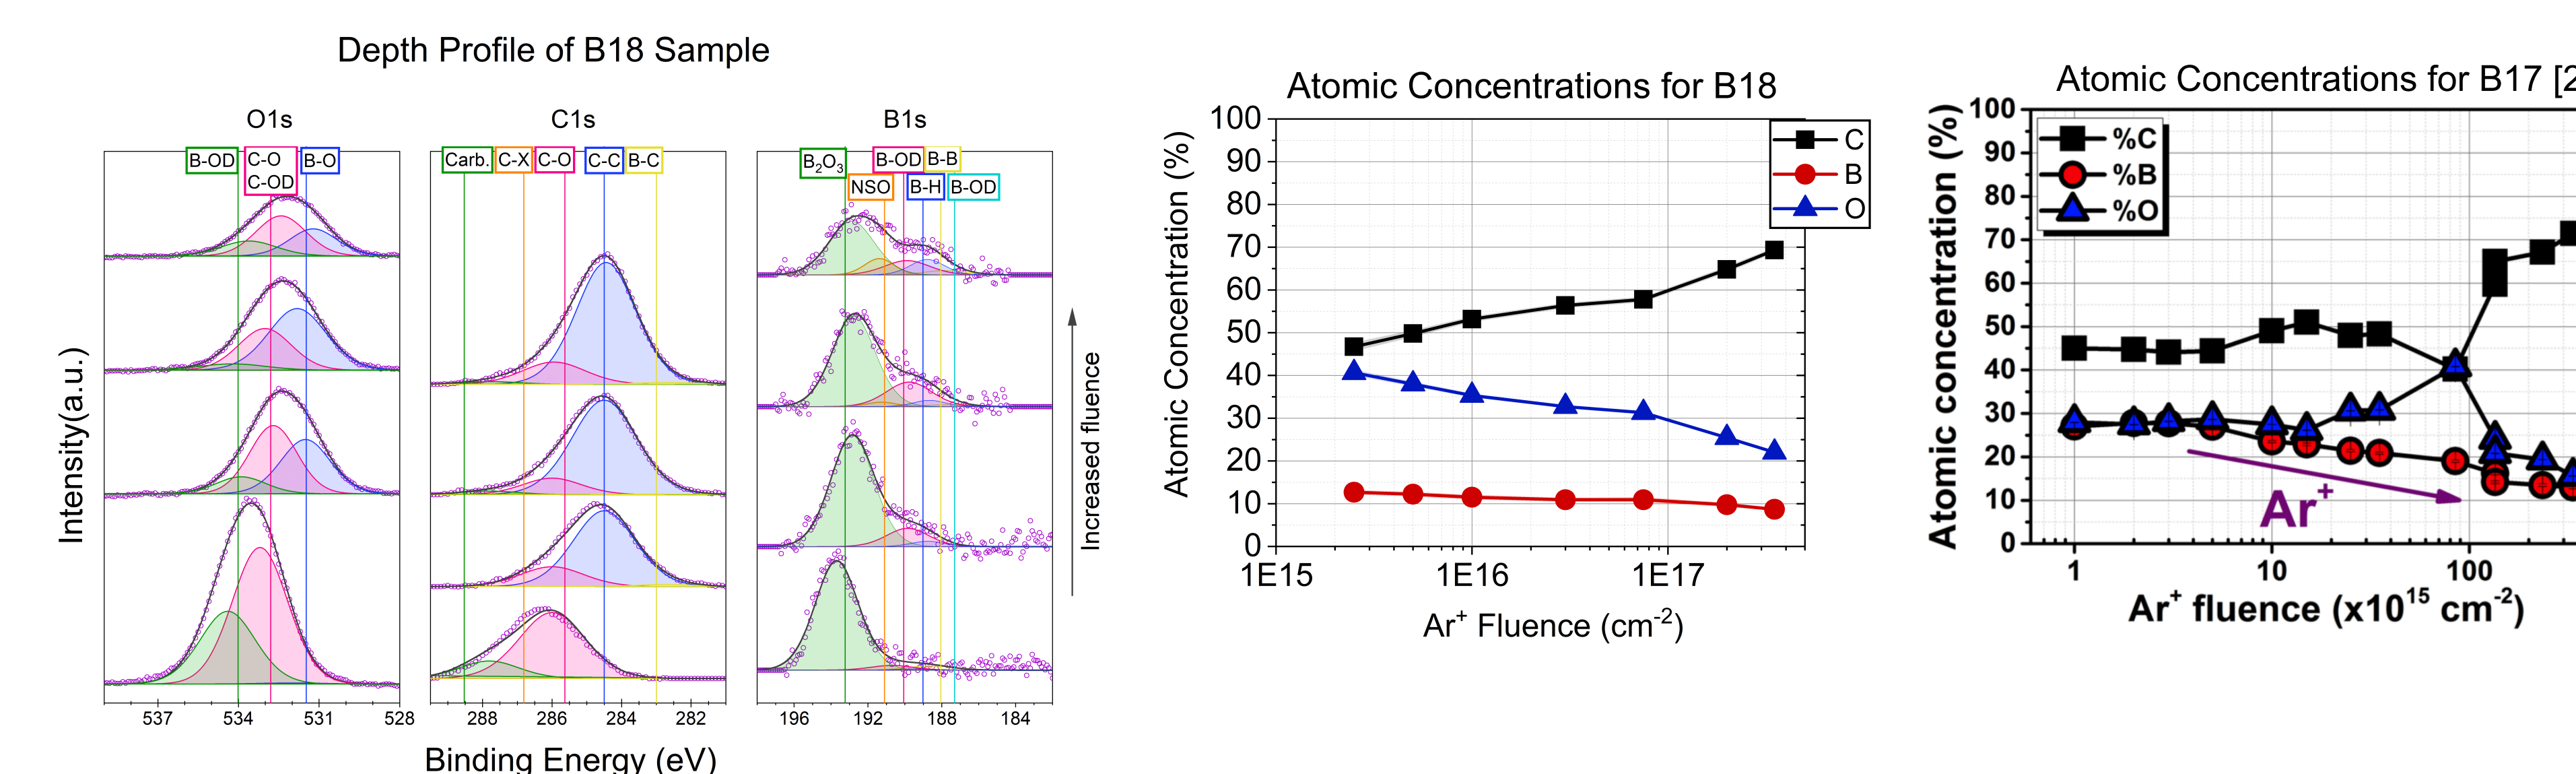 Depth Profile of B18 Sample
O1s
C1s
B1s
B-OD
C-O
C-OD
B-O
Carb.
C-X
C-O
C-C
B-C
B₂O₃
B-OD
B-B
NSO
B-H
B-OD
Intensity(a.u.)
537
534
531
528
288
286
284
282
196
192
188
184
Binding Energy (eV)
Increased fluence
Atomic Concentrations for B18
Atomic Concentration (%)
100
90
80
70
60
50
40
30
20
10
0
C
B
O
1E15
1E16
1E17
Ar⁺ Fluence (cm⁻²)
Atomic Concentrations for B17 [2
Atomic concentration (%)
100
90
80
70
60
50
40
30
20
10
0
%C
%B
%O
Ar⁺
1
10
100
Ar⁺ fluence (x10¹⁵ cm⁻²)